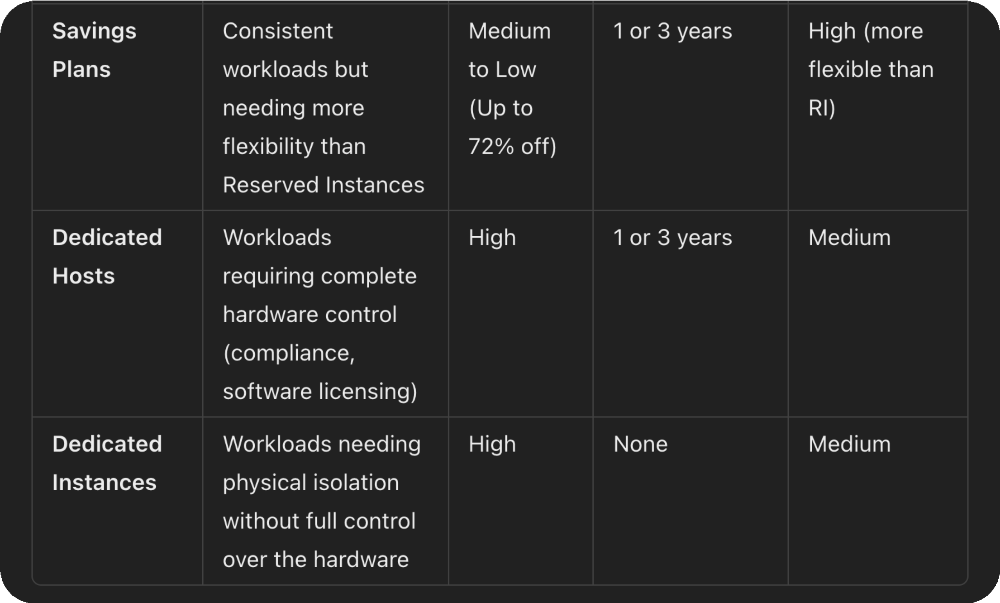 Savings
Plans
Consistent
workloads but
needing more
flexibility than
Reserved Instances
Medium
to Low
(Up to
72% off)
1 or 3 years
High (more
flexible than
RI)
Dedicated
Hosts
Workloads
requiring complete
hardware control
(compliance,
software licensing)
High
1 or 3 years
Medium
Dedicated
Instances
Workloads needing
physical isolation
without full control
over the hardware
High
None
Medium